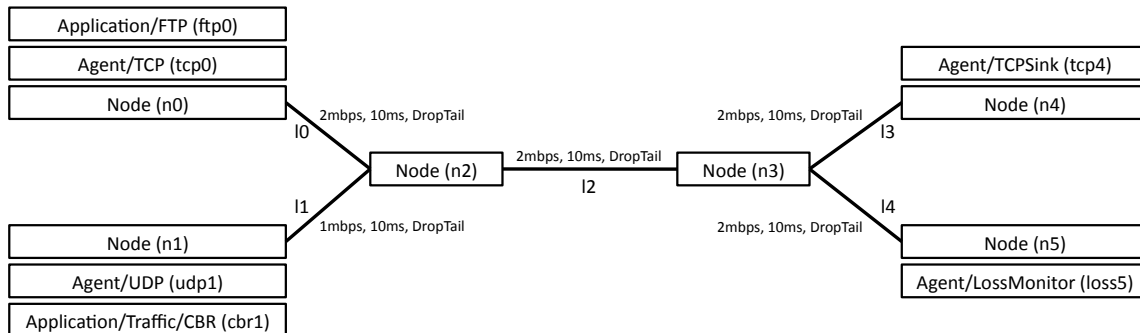 Application/FTP (ftp0)
Agent/TCP (tcp0)
Node (n0)
2mbps, 10ms, DropTail
l0
Node (n2)
2mbps, 10ms, DropTail
l2
Node (n3)
Agent/TCPSink (tcp4)
Node (n4)
2mbps, 10ms, DropTail
l3
l1
1mbps, 10ms, DropTail
Node (n1)
Agent/UDP (udp1)
Application/Traffic/CBR (cbr1)
l4
2mbps, 10ms, DropTail
Node (n5)
Agent/LossMonitor (loss5)